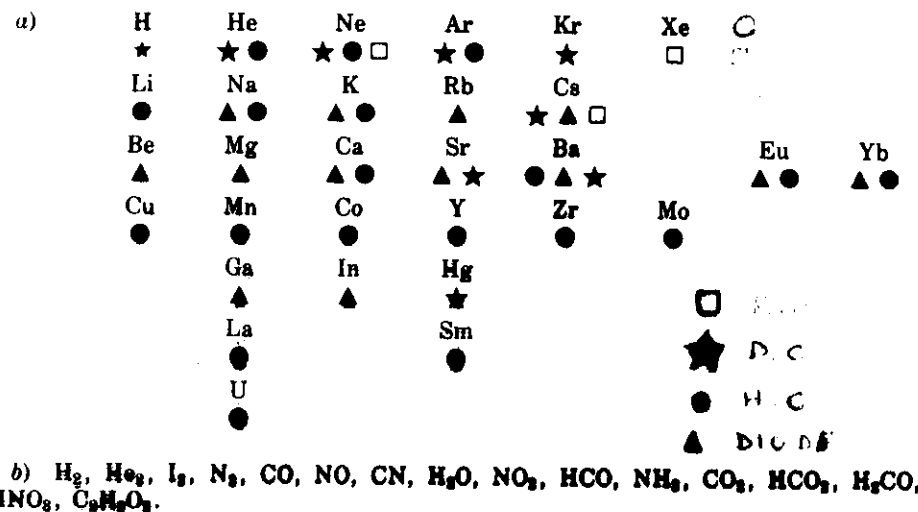 a) H He Ne Ar Kr Xe
Li Na K Rb Cs
Be Mg Ca Sr Ba Eu Yb
Cu Mn Co Y Zr Mo
Ga In Hg
La Sm
D.C
U H.C
DIODE
b) H₂, He₂, I₂, N₂, CO, NO, CN, H₂O, NO₂, HCO, NH₃, CO₂, HCO₂, H₂CO,
HNO₃, C₂H₂O₂.